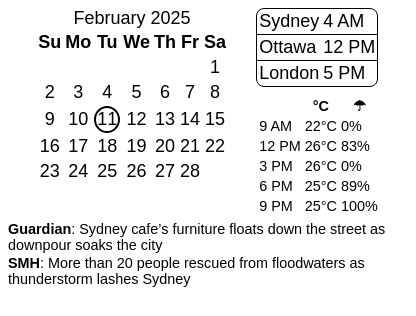 February 2025
Su Mo Tu We Th Fr Sa
1
2 3 4 5 6 7 8
9 10 11 12 13 14 15
16 17 18 19 20 21 22
23 24 25 26 27 28
Sydney 4 AM
Ottawa 12 PM
London 5 PM
°C ☂
9 AM 22°C 0%
12 PM 26°C 83%
3 PM 26°C 0%
6 PM 25°C 89%
9 PM 25°C 100%
Guardian: Sydney cafe's furniture floats down the street as
downpour soaks the city
SMH: More than 20 people rescued from floodwaters as
thunderstorm lashes Sydney